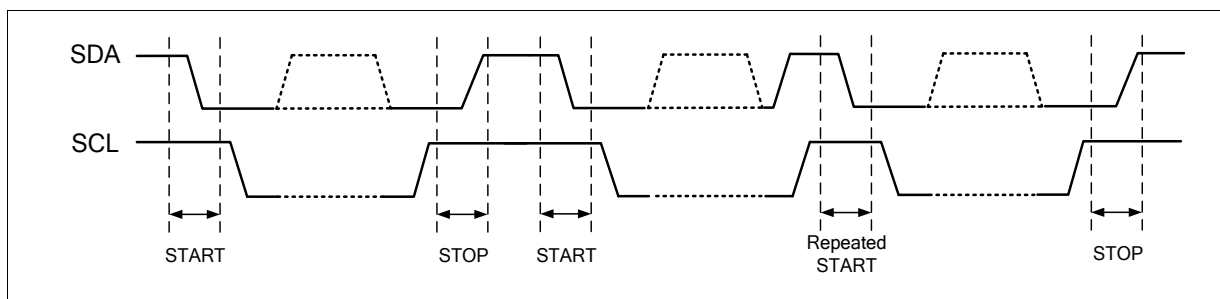 SDA
SCL
START
STOP
START
Repeated
START
STOP